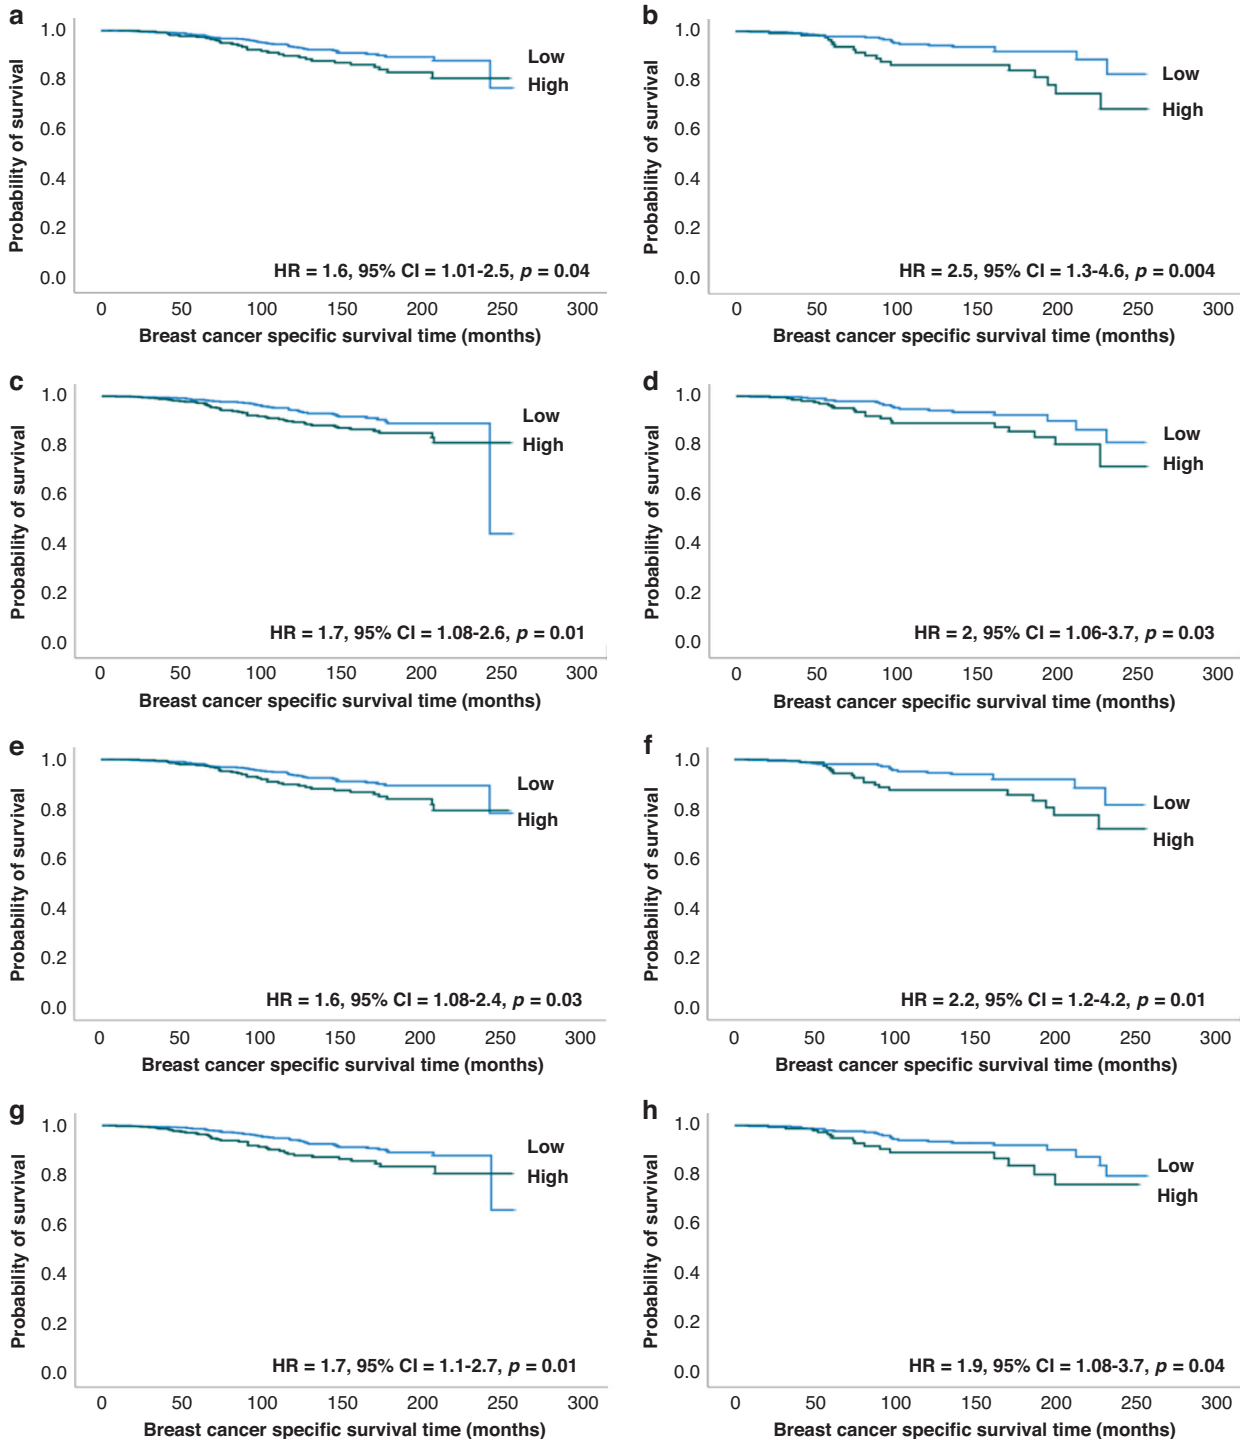 a
Probability of survival
1.0
0.8
0.6
0.4
0.2
0.0
Low
High
HR = 1.6, 95% CI = 1.01-2.5, p = 0.04
0 50 100 150 200 250 300
Breast cancer specific survival time (months)
b
Probability of survival
1.0
0.8
0.6
0.4
0.2
0.0
Low
High
HR = 2.5, 95% CI = 1.3-4.6, p = 0.004
0 50 100 150 200 250 300
Breast cancer specific survival time (months)
c
Probability of survival
1.0
0.8
0.6
0.4
0.2
0.0
Low
High
HR = 1.7, 95% CI = 1.08-2.6, p = 0.01
0 50 100 150 200 250 300
Breast cancer specific survival time (months)
d
Probability of survival
1.0
0.8
0.6
0.4
0.2
0.0
Low
High
HR = 2, 95% CI = 1.06-3.7, p = 0.03
0 50 100 150 200 250 300
Breast cancer specific survival time (months)
e
Probability of survival
1.0
0.8
0.6
0.4
0.2
0.0
Low
High
HR = 1.6, 95% CI = 1.08-2.4, p = 0.03
0 50 100 150 200 250 300
Breast cancer specific survival time (months)
f
Probability of survival
1.0
0.8
0.6
0.4
0.2
0.0
Low
High
HR = 2.2, 95% CI = 1.2-4.2, p = 0.01
0 50 100 150 200 250 300
Breast cancer specific survival time (months)
g
Probability of survival
1.0
0.8
0.6
0.4
0.2
0.0
Low
High
HR = 1.7, 95% CI = 1.1-2.7, p = 0.01
0 50 100 150 200 250 300
Breast cancer specific survival time (months)
h
Probability of survival
1.0
0.8
0.6
0.4
0.2
0.0
Low
High
HR = 1.9, 95% CI = 1.08-3.7, p = 0.04
0 50 100 150 200 250 300
Breast cancer specific survival time (months)